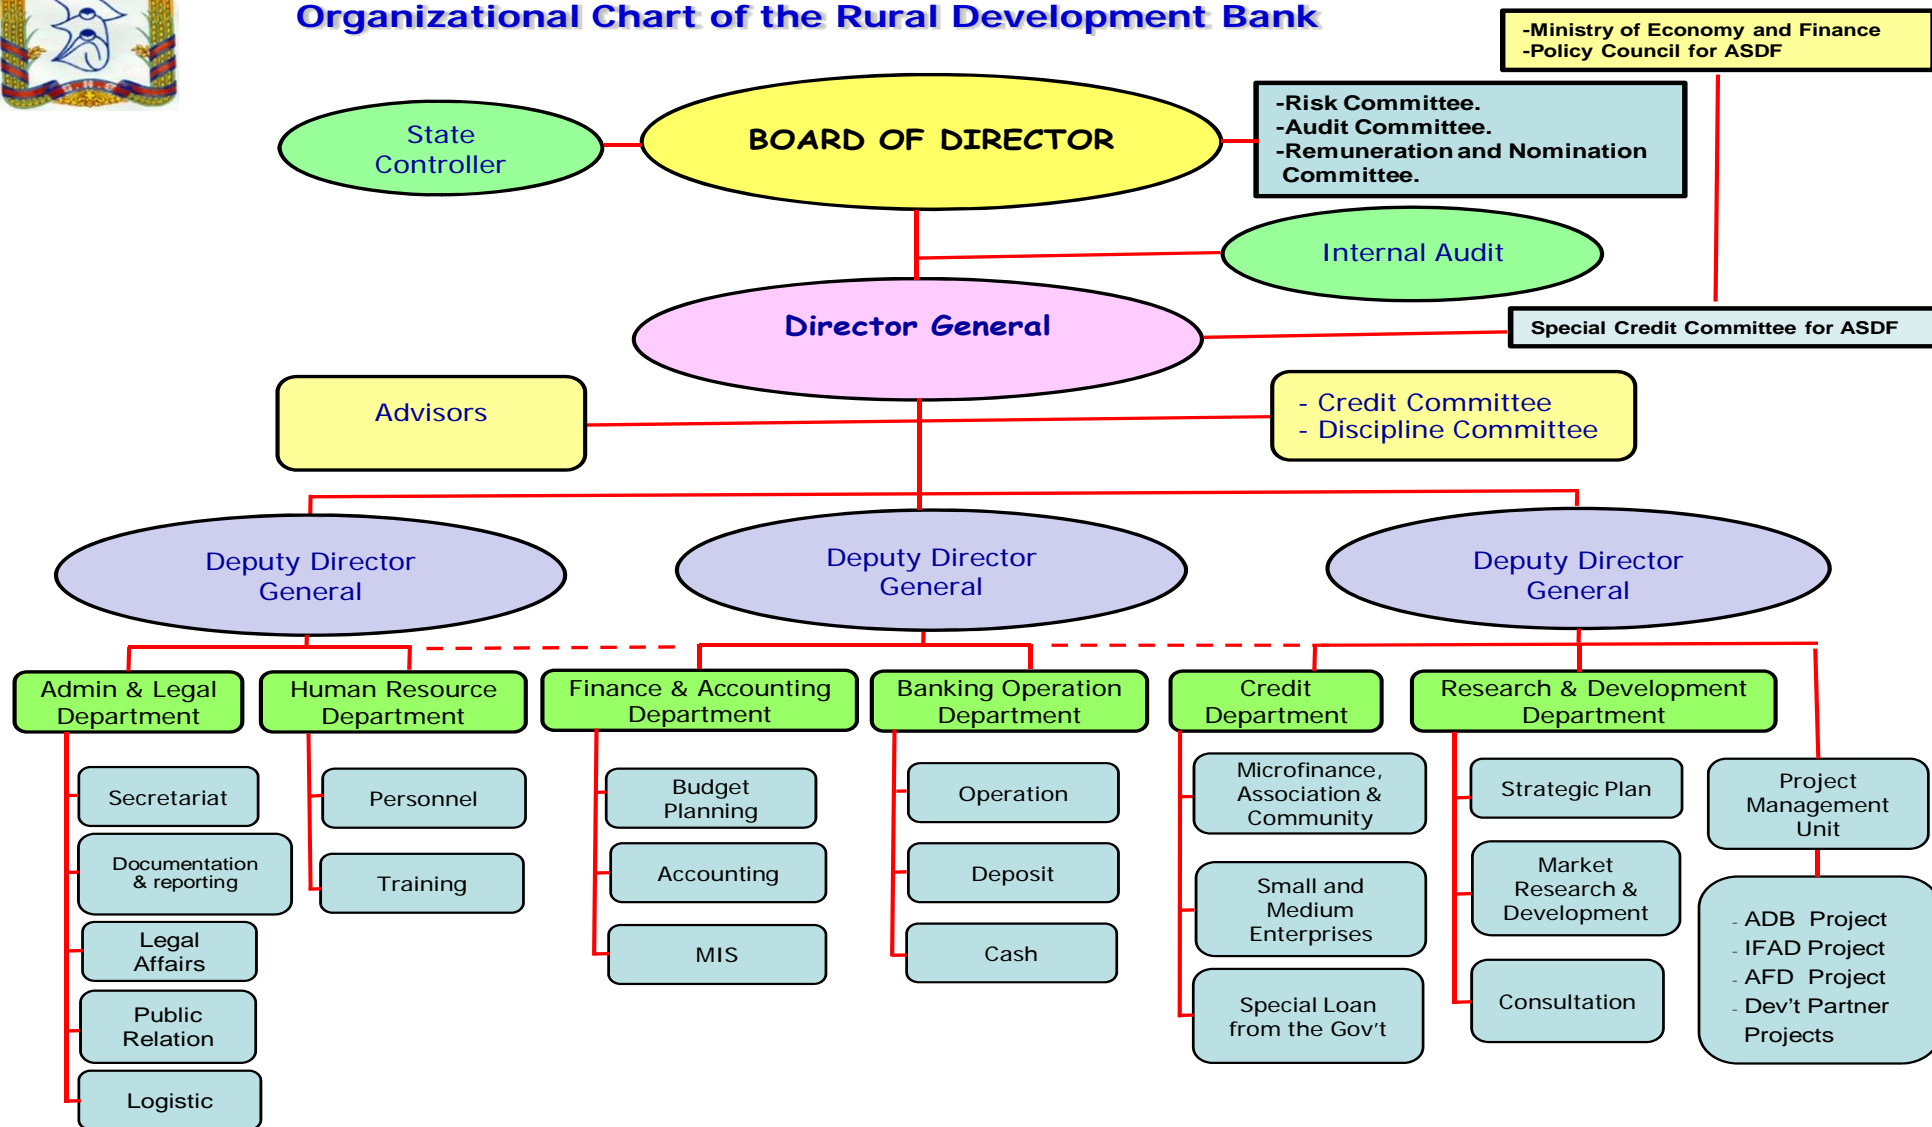 Organizational Chart of the Rural Development Bank
-Ministry of Economy and Finance
-Policy Council for ASDF
State
Controller
BOARD OF DIRECTOR
-Risk Committee.
-Audit Committee.
-Remuneration and Nomination
Committee.
Internal Audit
Director General
Special Credit Committee for ASDF
Advisors
- Credit Committee
- Discipline Committee
Deputy Director
General
Deputy Director
General
Deputy Director
General
Admin & Legal
Department
Human Resource
Department
Finance & Accounting
Department
Banking Operation
Department
Credit
Department
Research & Development
Department
Secretariat
Documentation
& reporting
Legal
Affairs
Public
Relation
Logistic
Personnel
Training
Budget
Planning
Accounting
MIS
Operation
Deposit
Cash
Microfinance,
Association &
Community
Small and
Medium
Enterprises
Special Loan
from the Gov't
Strategic Plan
Market
Research &
Development
Consultation
Project
Management
Unit
- ADB Project
- IFAD Project
- AFD Project
- Dev't Partner
Projects